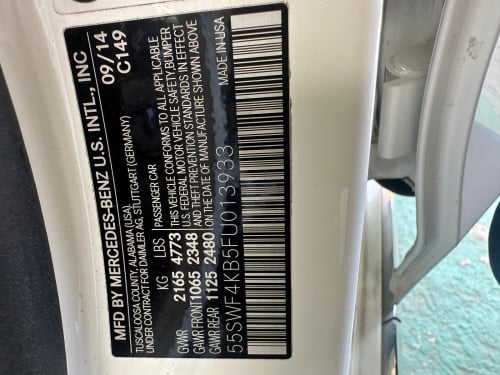 MFD BY MERCEDES-BENZ U.S. INTL., INC
TUSCALOOSA COUNTY, ALABAMA (USA) 09/14
UNDER CONTRACT FOR DAIMLER AG, STUTTGART (GERMANY) C149
KG LBS PASSENGER CAR
GVWR 2165 4773 THIS VEHICLE CONFORMS TO ALL APPLICABLE
GAWR FRONT 1065 2348 U.S. FEDERAL MOTOR VEHICLE SAFETY, BUMPER
GAWR REAR 1125 2480 AND THEFT PREVENTION STANDARDS IN EFFECT
ON THE DATE OF MANUFACTURE SHOWN ABOVE
55SWF4KB5FU013933 MADE IN USA